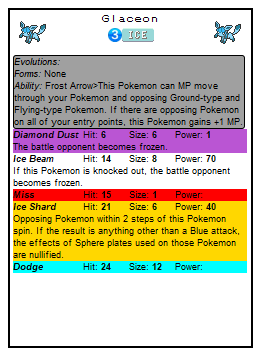 Glaceon
3 ICE
Evolutions:
Forms: None
Ability: Frost Arrow>This Pokemon can MP move
through your Pokemon and opposing Ground-type and
Flying-type Pokemon. If there are opposing Pokemon
on all of your entry points, this Pokemon gains +1 MP.
Diamond Dust Hit: 6 Size: 6 Power: 1
The battle opponent becomes frozen.
Ice Beam Hit: 14 Size: 8 Power: 70
If this Pokemon is knocked out, the battle opponent
becomes frozen.
Miss Hit: 15 Size: 1 Power:
Ice Shard Hit: 21 Size: 6 Power: 40
Opposing Pokemon within 2 steps of this Pokemon
spin. If the result is anything other than a Blue attack,
the effects of Sphere plates used on those Pokemon
are nullified.
Dodge Hit: 24 Size: 12 Power: